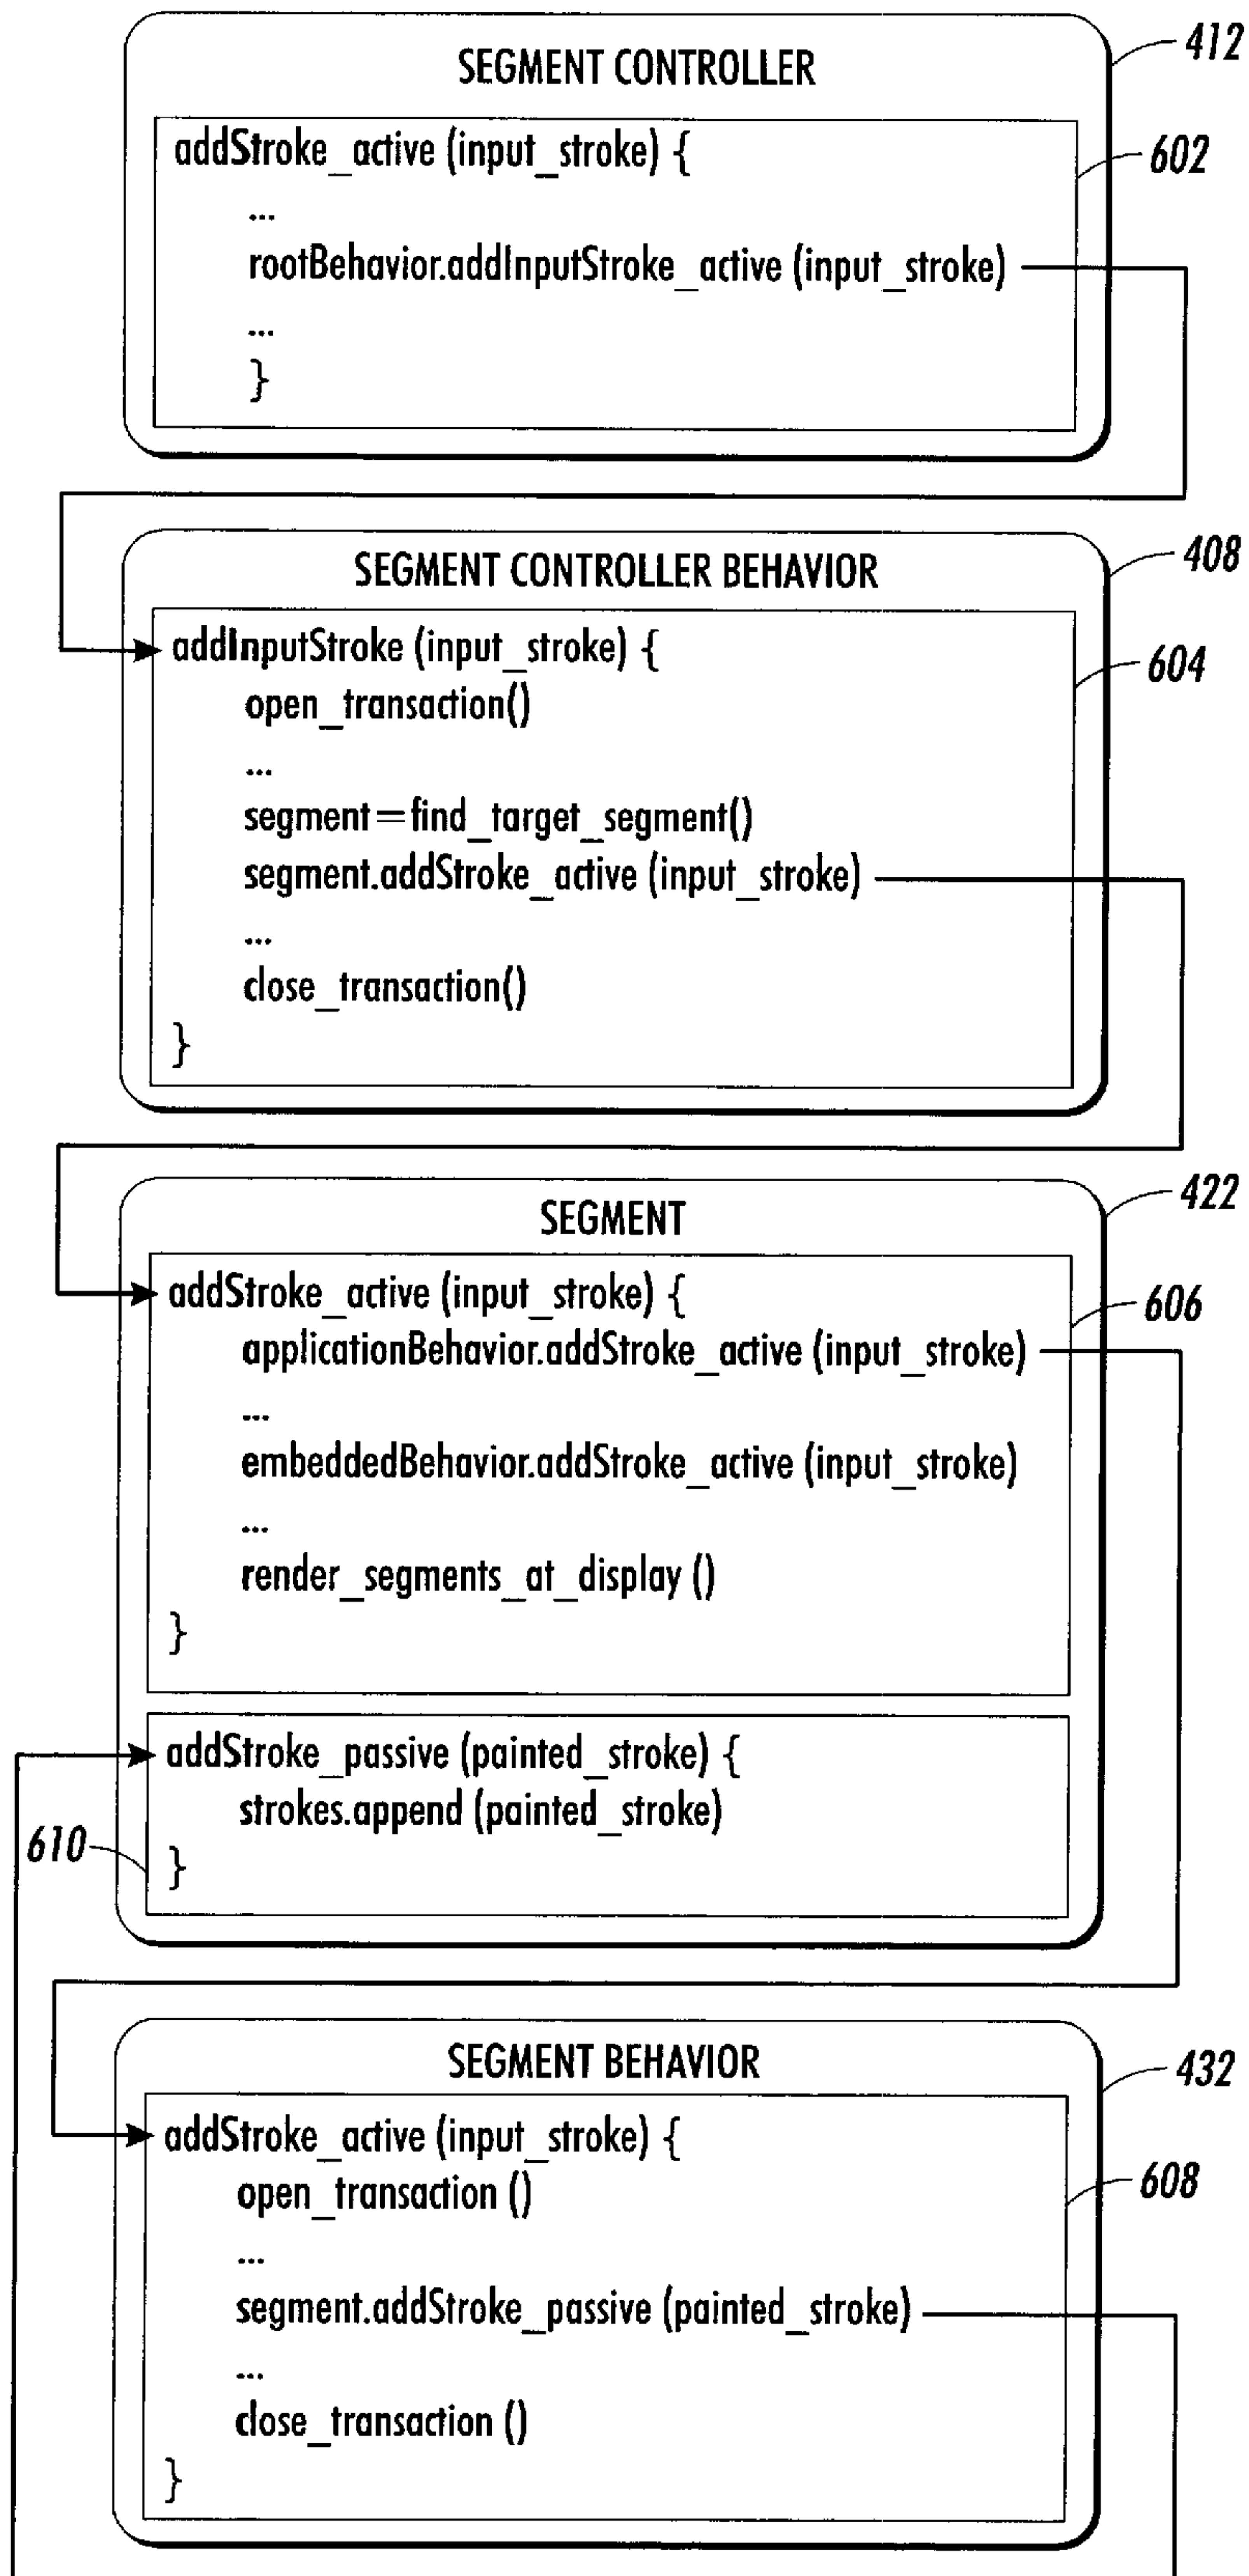 SEGMENT CONTROLLER
412
addStroke_active (input_stroke) {
602
...
rootBehavior.addInputStroke_active (input_stroke)
...
}
SEGMENT CONTROLLER BEHAVIOR
408
addInputStroke (input_stroke) {
604
open_transaction()
...
segment=find_target_segment()
segment.addStroke_active (input_stroke)
...
close_transaction()
}
SEGMENT
422
addStroke_active (input_stroke) {
606
applicationBehavior.addStroke_active (input_stroke)
...
embeddedBehavior.addStroke_active (input_stroke)
...
render_segments_at_display ()
}
addStroke_passive (painted_stroke) {
strokes.append (painted_stroke)
610
}
SEGMENT BEHAVIOR
432
addStroke_active (input_stroke) {
608
open_transaction ()
...
segment.addStroke_passive (painted_stroke)
...
close_transaction ()
}